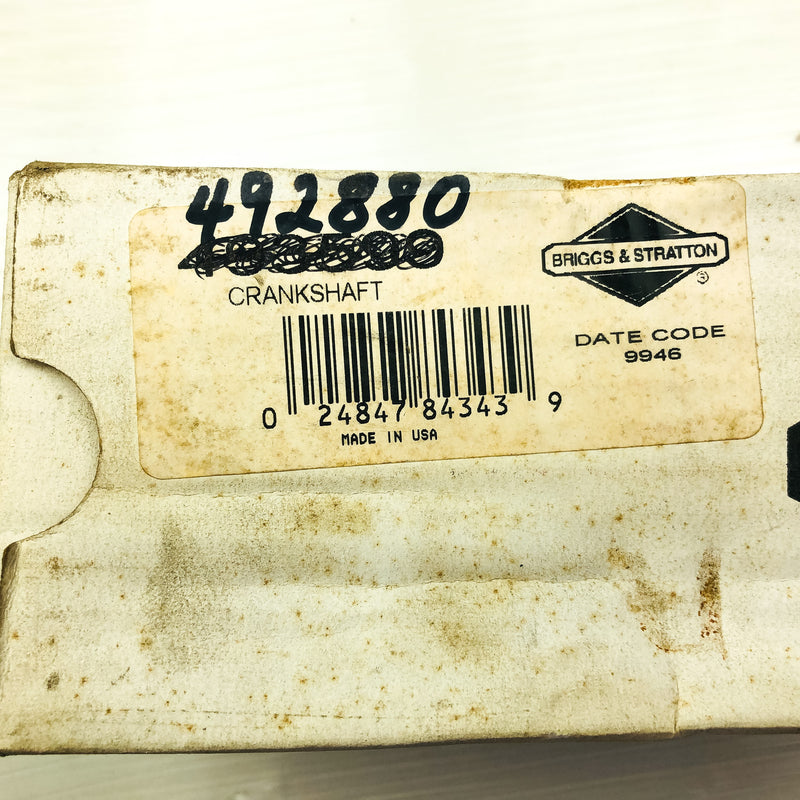 492880
CRANKSHAFT
0 24847 84343 9
MADE IN USA
BRIGGS & STRATTON
®
DATE CODE
9946